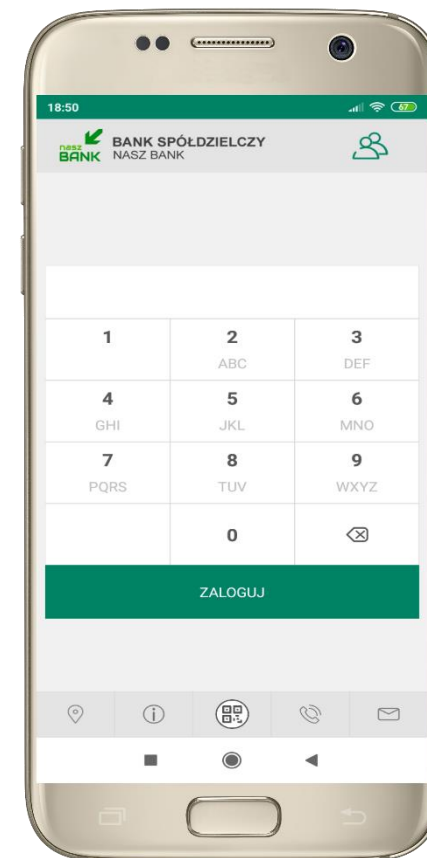 18:50
67
nasz
BANK
BANK SPÓŁDZIELCZY
NASZ BANK
1 2 3
ABC DEF
4 5 6
GHI JKL MNO
7 8 9
PQRS TUV WXYZ
0
ZALOGUJ